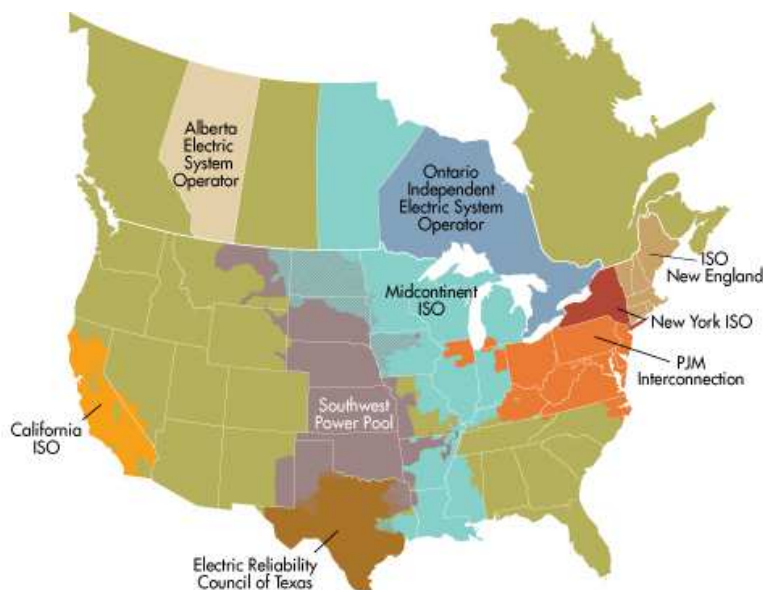 Alberta
Electric
System
Operator
Ontario
Independent
Electric System
Operator
ISO
New England
Midcontinent
ISO
New York ISO
PJM
Interconnection
Southwest
Power Pool
California
ISO
Electric Reliability
Council of Texas